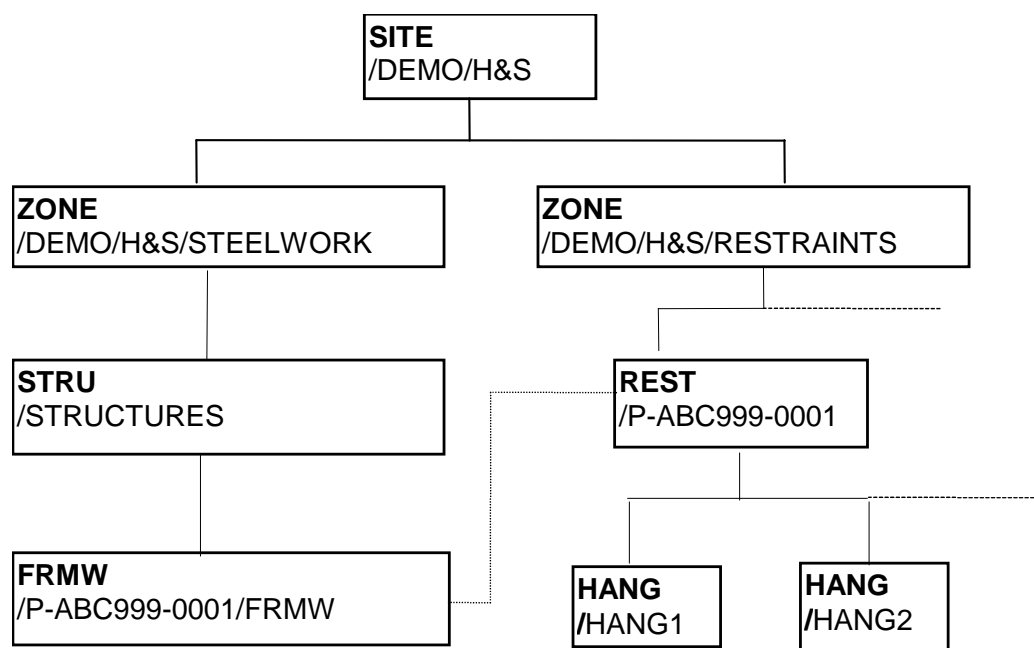 SITE
/DEMO/H&S
ZONE
/DEMO/H&S/STEELWORK
ZONE
/DEMO/H&S/RESTRAINTS
STRU
/STRUCTURES
REST
/P-ABC999-0001
FRMW
/P-ABC999-0001/FRMW
HANG
/HANG1
HANG
/HANG2